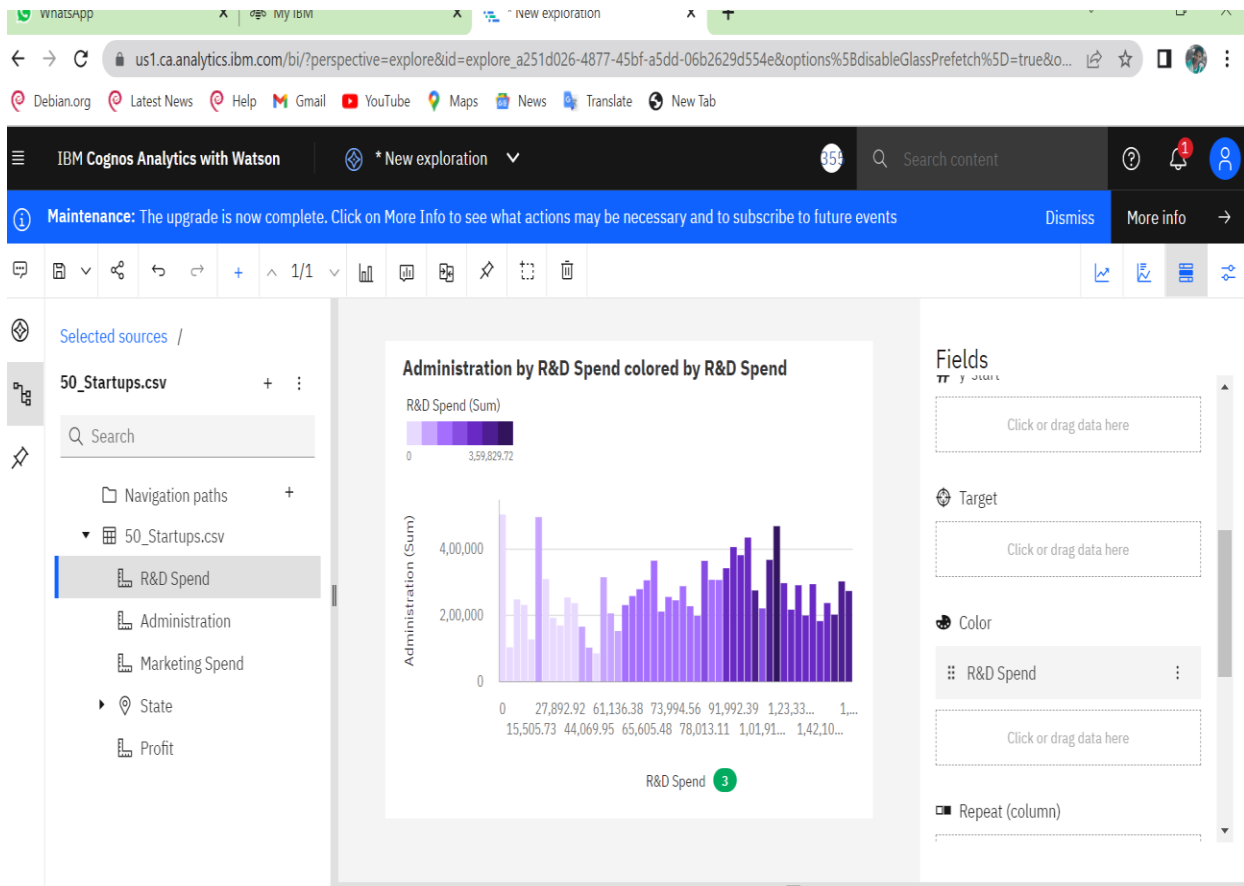 WhatsApp
X
My IBM
X
* New exploration
X
+
us1.ca.analytics.ibm.com/bi/?perspective=explore&id=explore_a251d026-4877-45bf-a5dd-06b2629d554e&options%5BdisableGlassPrefetch%5D=true&o...
Debian.org Latest News Help Gmail YouTube Maps News Translate New Tab
IBM Cognos Analytics with Watson
* New exploration
355
Search content
1
Maintenance: The upgrade is now complete. Click on More Info to see what actions may be necessary and to subscribe to future events
Dismiss
More info
1/1
Selected sources /
50_Startups.csv
Search
Navigation paths
50_Startups.csv
R&D Spend
Administration
Marketing Spend
State
Profit
Administration by R&D Spend colored by R&D Spend
R&D Spend (Sum)
0 3,59,829.72
Administration (Sum)
4,00,000
2,00,000
0
0 27,892.92 61,136.38 73,994.56 91,992.39 1,23,33... 1,...
15,505.73 44,069.95 65,605.48 78,013.11 1,01,91... 1,42,10...
R&D Spend 3
Fields
y start
Click or drag data here
Target
Click or drag data here
Color
R&D Spend
Click or drag data here
Repeat (column)